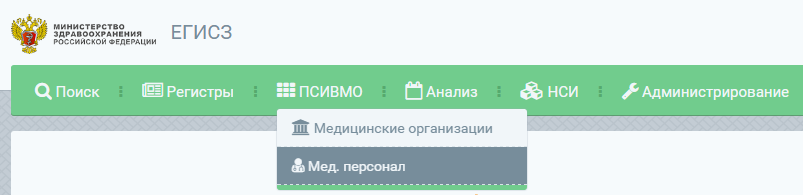 МИНИСТЕРСТВО
ЗДРАВООХРАНЕНИЯ
РОССИЙСКОЙ ФЕДЕРАЦИИ
ЕГИСЗ
Поиск Регистры ПСИВМО Анализ НСИ Администрирование
Медицинские организации
Мед. персонал